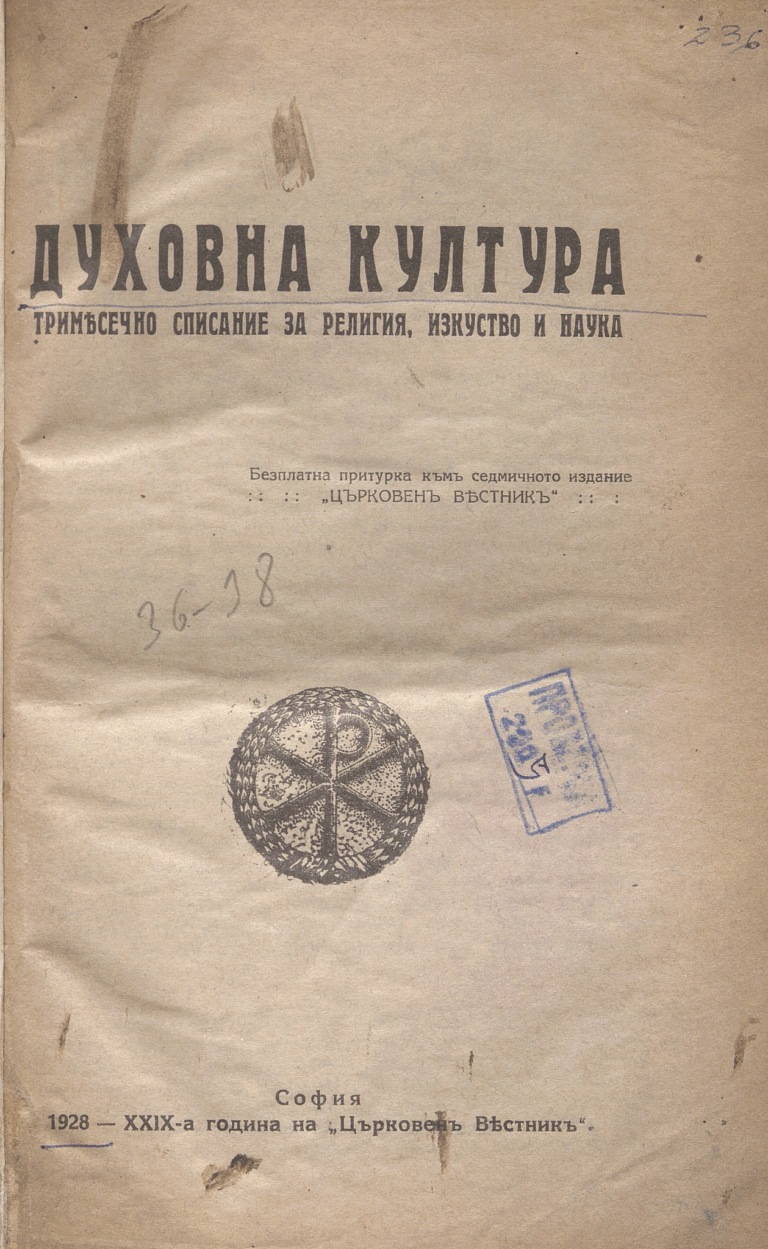 236
ДУХОВНА КУЛТУРА
ТРИМѢСЕЧНО СПИСАНИЕ ЗА РЕЛИГИЯ, ИЗКУСТВО И НАУКА
Безплатна притурка къмъ седмичното издание
:: :: „ЦЪРКОВЕНЪ ВѢСТНИКЪ“ :: :
36-38
София
1928 — XXIX-а година на „Църковенъ Вѣстникъ“.